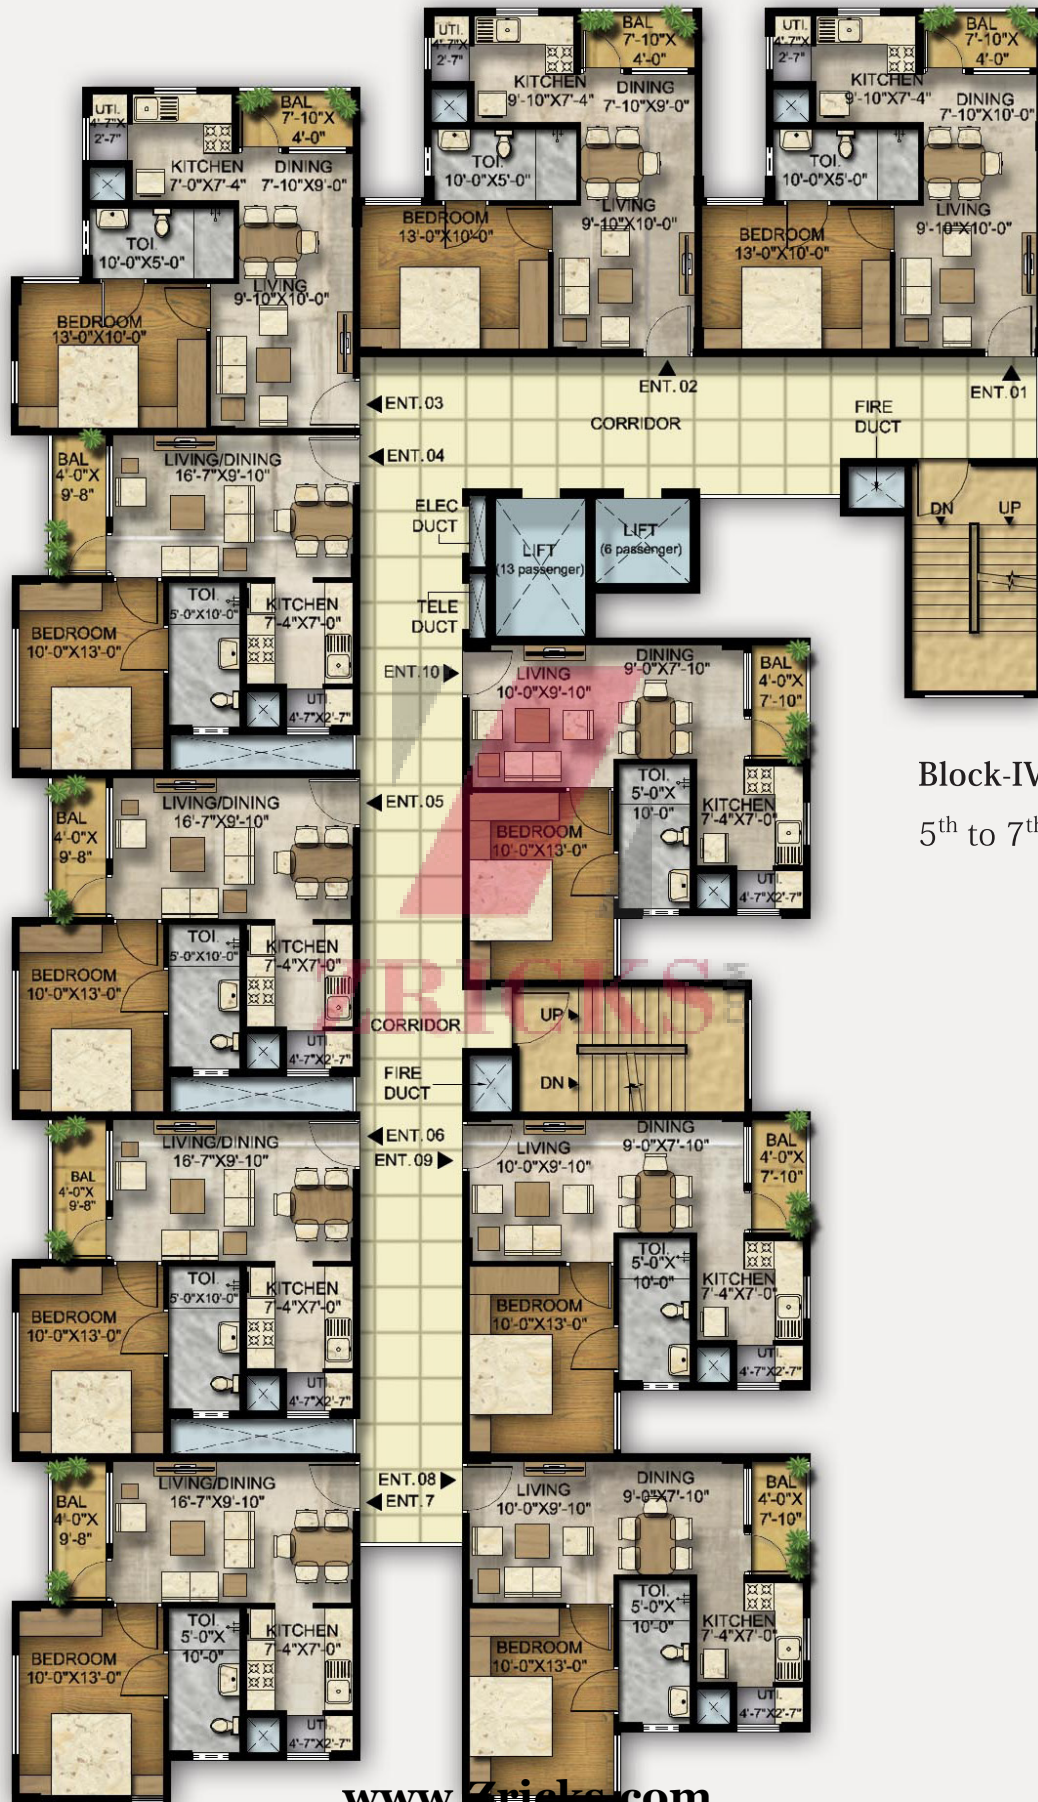 UTI.
4'-7"X
2'-7"
KITCHEN
9'-10"X7'-4"
BAL
7'-10"X
4'-0"
DINING
7'-10"X9'-0"
TOI.
10'-0"X5'-0"
BEDROOM
13'-0"X10'-0"
LIVING
9'-10"X10'-0"
UTI.
4'-7"X
2'-7"
KITCHEN
9'-10"X7'-4"
BAL
7'-10"X
4'-0"
DINING
7'-10"X10'-0"
TOI.
10'-0"X5'-0"
BEDROOM
13'-0"X10'-0"
LIVING
9'-10"X10'-0"
UTI.
4'-7"X
2'-7"
KITCHEN
7'-0"X7'-4"
BAL
7'-10"X
4'-0"
DINING
7'-10"X9'-0"
TOI.
10'-0"X5'-0"
LIVING
9'-10"X10'-0"
BEDROOM
13'-0"X10'-0"
ENT.02
ENT.01
ENT.03
CORRIDOR
FIRE
DUCT
ENT.04
BAL
4'-0"X
9'-8"
LIVING/DINING
16'-7"X9'-10"
ELEC
DUCT
LIFT
(13 passenger)
LIFT
(6 passenger)
DN
UP
TELE
DUCT
BEDROOM
10'-0"X13'-0"
TOI.
5'-0"X10'-0"
KITCHEN
7'-4"X7'-0"
UTI.
4'-7"X2'-7"
ENT.10
LIVING
10'-0"X9'-10"
DINING
9'-0"X7'-10"
BAL
4'-0"X
7'-10"
TOI.
5'-0"X
10'-0"
KITCHEN
7'-4"X7'-0"
BEDROOM
10'-0"X13'-0"
UTI.
4'-7"X2'-7"
Block-IV
5th to 7th
ENT.05
BAL
4'-0"X
9'-8"
LIVING/DINING
16'-7"X9'-10"
BEDROOM
10'-0"X13'-0"
TOI.
5'-0"X10'-0"
KITCHEN
7'-4"X7'-0"
UTI.
4'-7"X2'-7"
ZRICKS
CORRIDOR
UP
DN
FIRE
DUCT
ENT.06
ENT.09
BAL
4'-0"X
9'-8"
LIVING/DINING
16'-7"X9'-10"
BEDROOM
10'-0"X13'-0"
TOI.
5'-0"X10'-0"
KITCHEN
7'-4"X7'-0"
UTI.
4'-7"X2'-7"
LIVING
10'-0"X9'-10"
DINING
9'-0"X7'-10"
BAL
4'-0"X
7'-10"
TOI.
5'-0"X
10'-0"
KITCHEN
7'-4"X7'-0"
BEDROOM
10'-0"X13'-0"
UTI.
4'-7"X2'-7"
ENT.08
ENT.7
BAL
4'-0"X
9'-8"
LIVING/DINING
16'-7"X9'-10"
BEDROOM
10'-0"X13'-0"
TOI.
5'-0"X
10'-0"
KITCHEN
7'-4"X7'-0"
UTI.
4'-7"X2'-7"
LIVING
10'-0"X9'-10"
DINING
9'-0"X7'-10"
BAL
4'-0"X
7'-10"
TOI.
5'-0"X
10'-0"
KITCHEN
7'-4"X7'-0"
BEDROOM
10'-0"X13'-0"
UTI.
4'-7"X2'-7"
www.Zricks.com